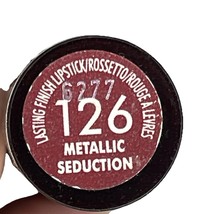 LASTING FINISH LIPSTICK/ROSSETTO/ROUGE À LÈVRES
6277
126
METALLIC
SEDUCTION